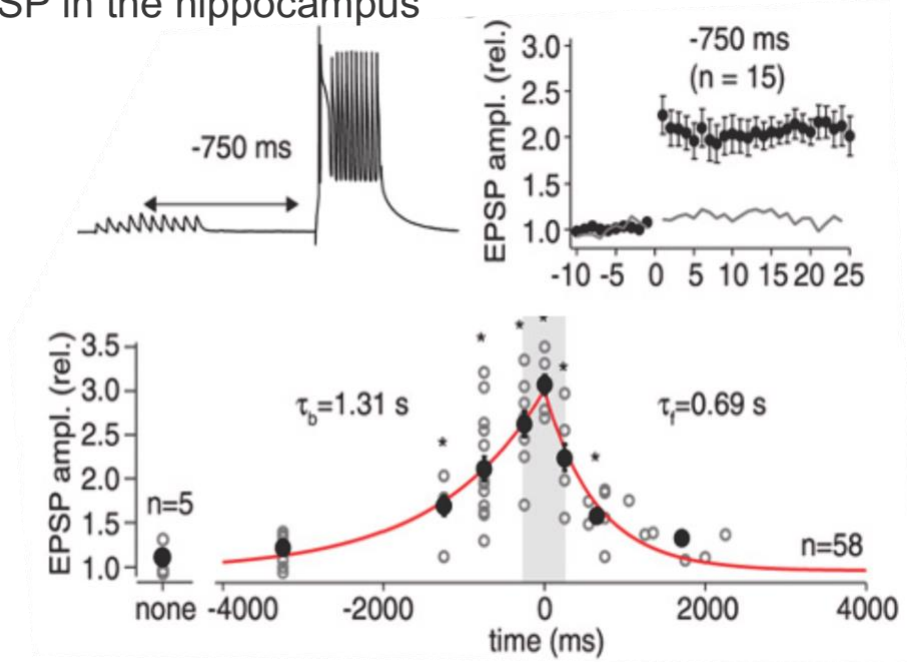 SP in the hippocampus
-750 ms
EPSP ampl. (rel.)
3.0
2.5
2.0
1.5
1.0
-750 ms
(n = 15)
-10 -5 0 5 10 15 20 25
EPSP ampl. (rel.)
3.5
3.0
2.5
2.0
1.5
1.0
τb=1.31 s
τf=0.69 s
* * * * * *
n=5
n=58
none -4000 -2000 0 2000 4000
time (ms)